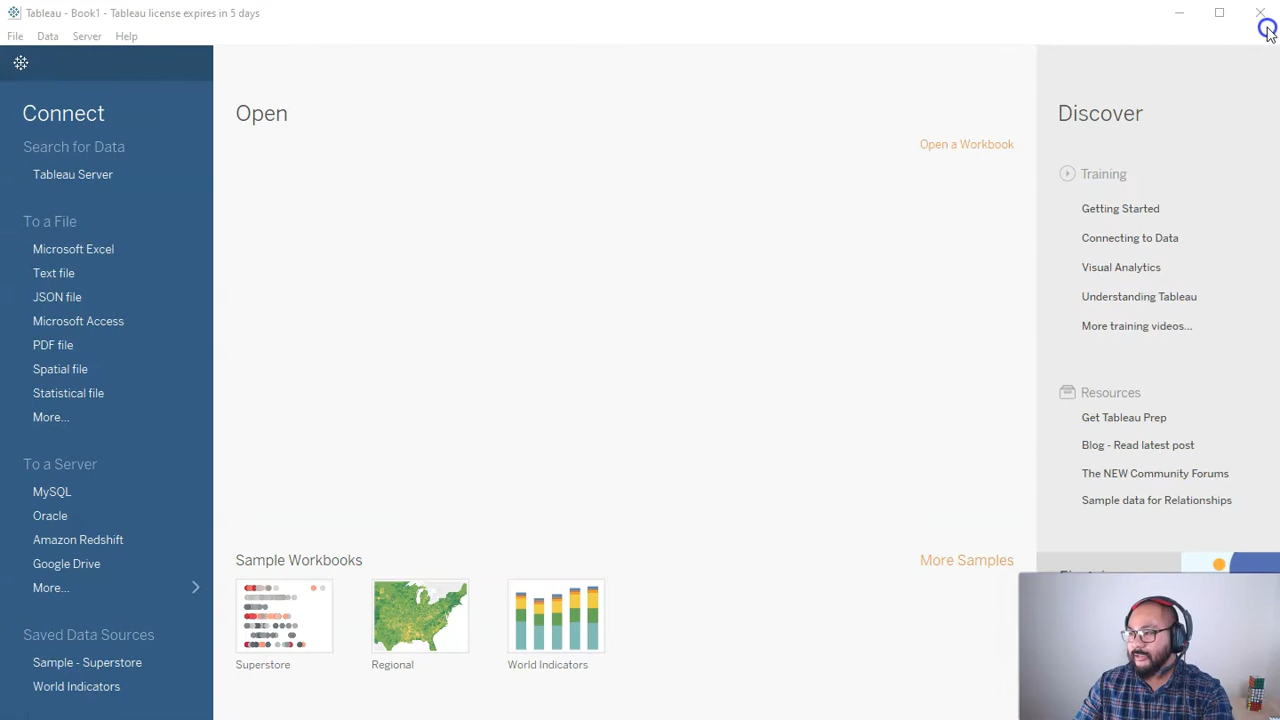 Tableau - Book1 - Tableau license expires in 5 days
File Data Server Help
Connect
Search for Data
Tableau Server
To a File
Microsoft Excel
Text file
JSON file
Microsoft Access
PDF file
Spatial file
Statistical file
More...
To a Server
MySQL
Oracle
Amazon Redshift
Google Drive
More...
Saved Data Sources
Sample - Superstore
World Indicators
Open
Open a Workbook
Sample Workbooks
More Samples
Superstore
Regional
World Indicators
Discover
Training
Getting Started
Connecting to Data
Visual Analytics
Understanding Tableau
More training videos...
Resources
Get Tableau Prep
Blog - Read latest post
The NEW Community Forums
Sample data for Relationships